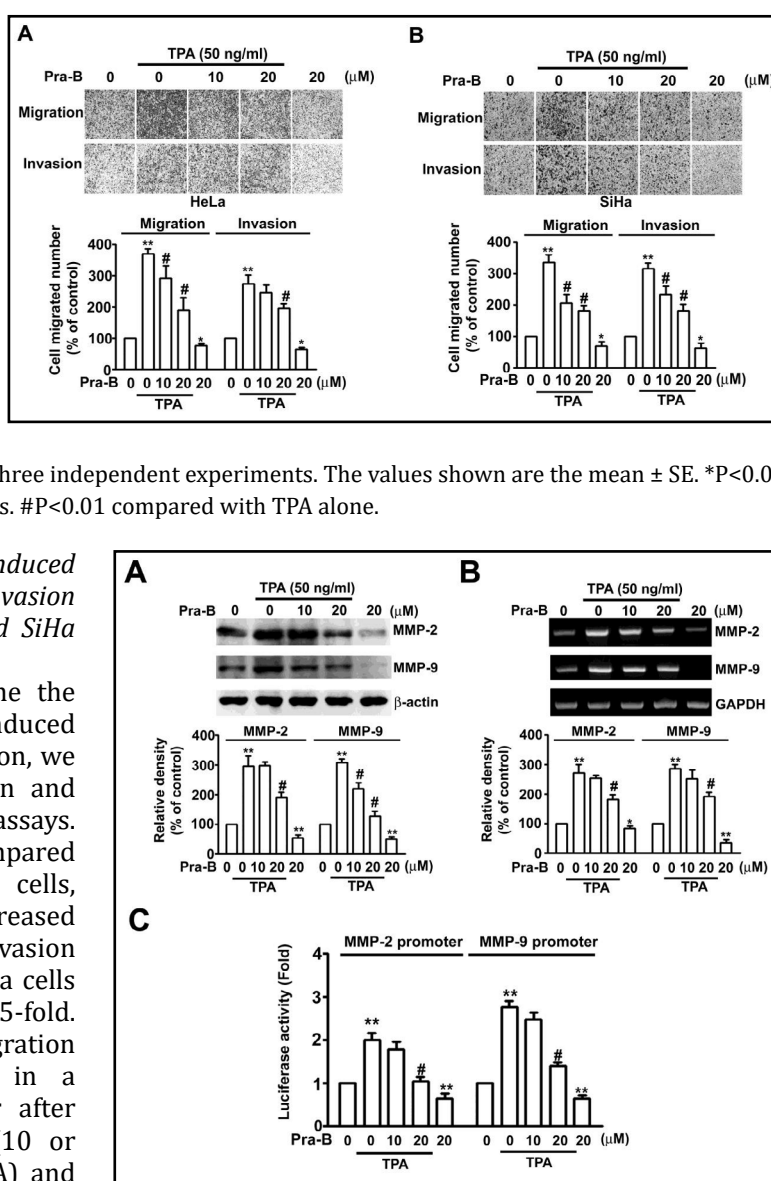 A
TPA (50 ng/ml)
Pra-B 0 0 10 20 20 (μM)
Migration
Invasion
HeLa
Migration Invasion
Cell migrated number
(% of control)
400
300
200
100
0
** # # * ** # *
Pra-B 0 0 10 20 20 0 0 10 20 20 (μM)
TPA TPA
B
TPA (50 ng/ml)
Pra-B 0 0 10 20 20 (μM)
Migration
Invasion
SiHa
Migration Invasion
Cell migrated number
(% of control)
400
300
200
100
0
** # # * ** # # *
Pra-B 0 0 10 20 20 0 0 10 20 20 (μM)
TPA TPA
hree independent experiments. The values shown are the mean ± SE. *P<0.0
s. #P<0.01 compared with TPA alone.
nduced
vasion
d SiHa
ne the
nduced
on, we
n and
assays.
mpared
cells,
reased
vasion
a cells
5-fold.
gration
in a
r after
(10 or
A) and
A
TPA (50 ng/ml)
Pra-B 0 0 10 20 20 (μM)
MMP-2
MMP-9
β-actin
MMP-2 MMP-9
Relative density
(% of control)
400
300
200
100
0
** # ** ** # # **
Pra-B 0 0 10 20 20 0 0 10 20 20 (μM)
TPA TPA
B
TPA (50 ng/ml)
Pra-B 0 0 10 20 20 (μM)
MMP-2
MMP-9
GAPDH
MMP-2 MMP-9
Relative density
(% of control)
400
300
200
100
0
** # * ** # **
Pra-B 0 0 10 20 20 0 0 10 20 20 (μM)
TPA TPA
C
MMP-2 promoter MMP-9 promoter
Luciferase activity (Fold)
4
3
2
1
0
** # ** ** # **
Pra-B 0 0 10 20 20 0 0 10 20 20 (μM)
TPA TPA